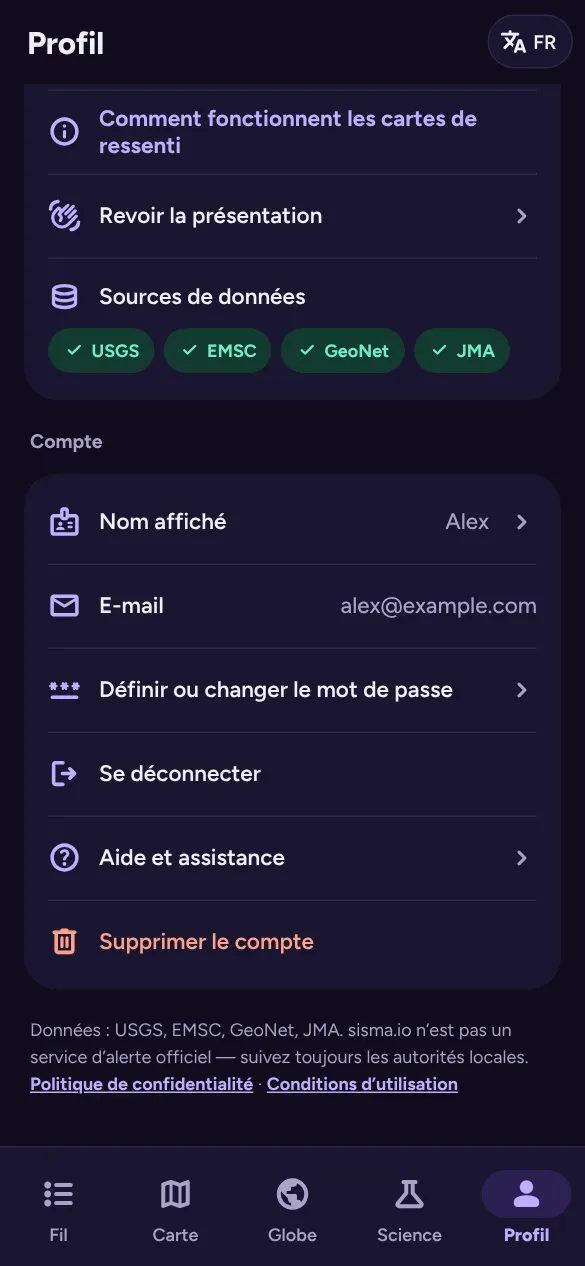 Profil
FR
Comment fonctionnent les cartes de
ressenti
Revoir la présentation
Sources de données
USGS
EMSC
GeoNet
JMA
Compte
Nom affiché
Alex
E-mail
alex@example.com
Définir ou changer le mot de passe
Se déconnecter
Aide et assistance
Supprimer le compte
Données : USGS, EMSC, GeoNet, JMA. sisma.io n’est pas un
service d’alerte officiel — suivez toujours les autorités locales.
Politique de confidentialité · Conditions d’utilisation
Fil
Carte
Globe
Science
Profil